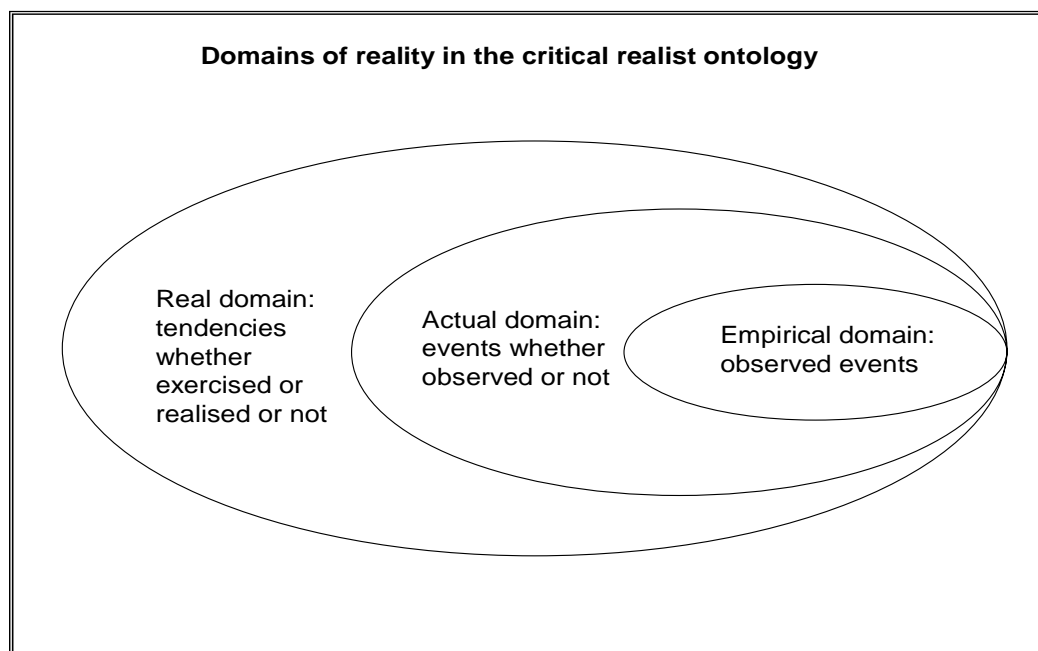 Domains of reality in the critical realist ontology
Real domain:
tendencies
whether
exercised or
realised or not
Actual domain:
events whether
observed or not
Empirical domain:
observed events